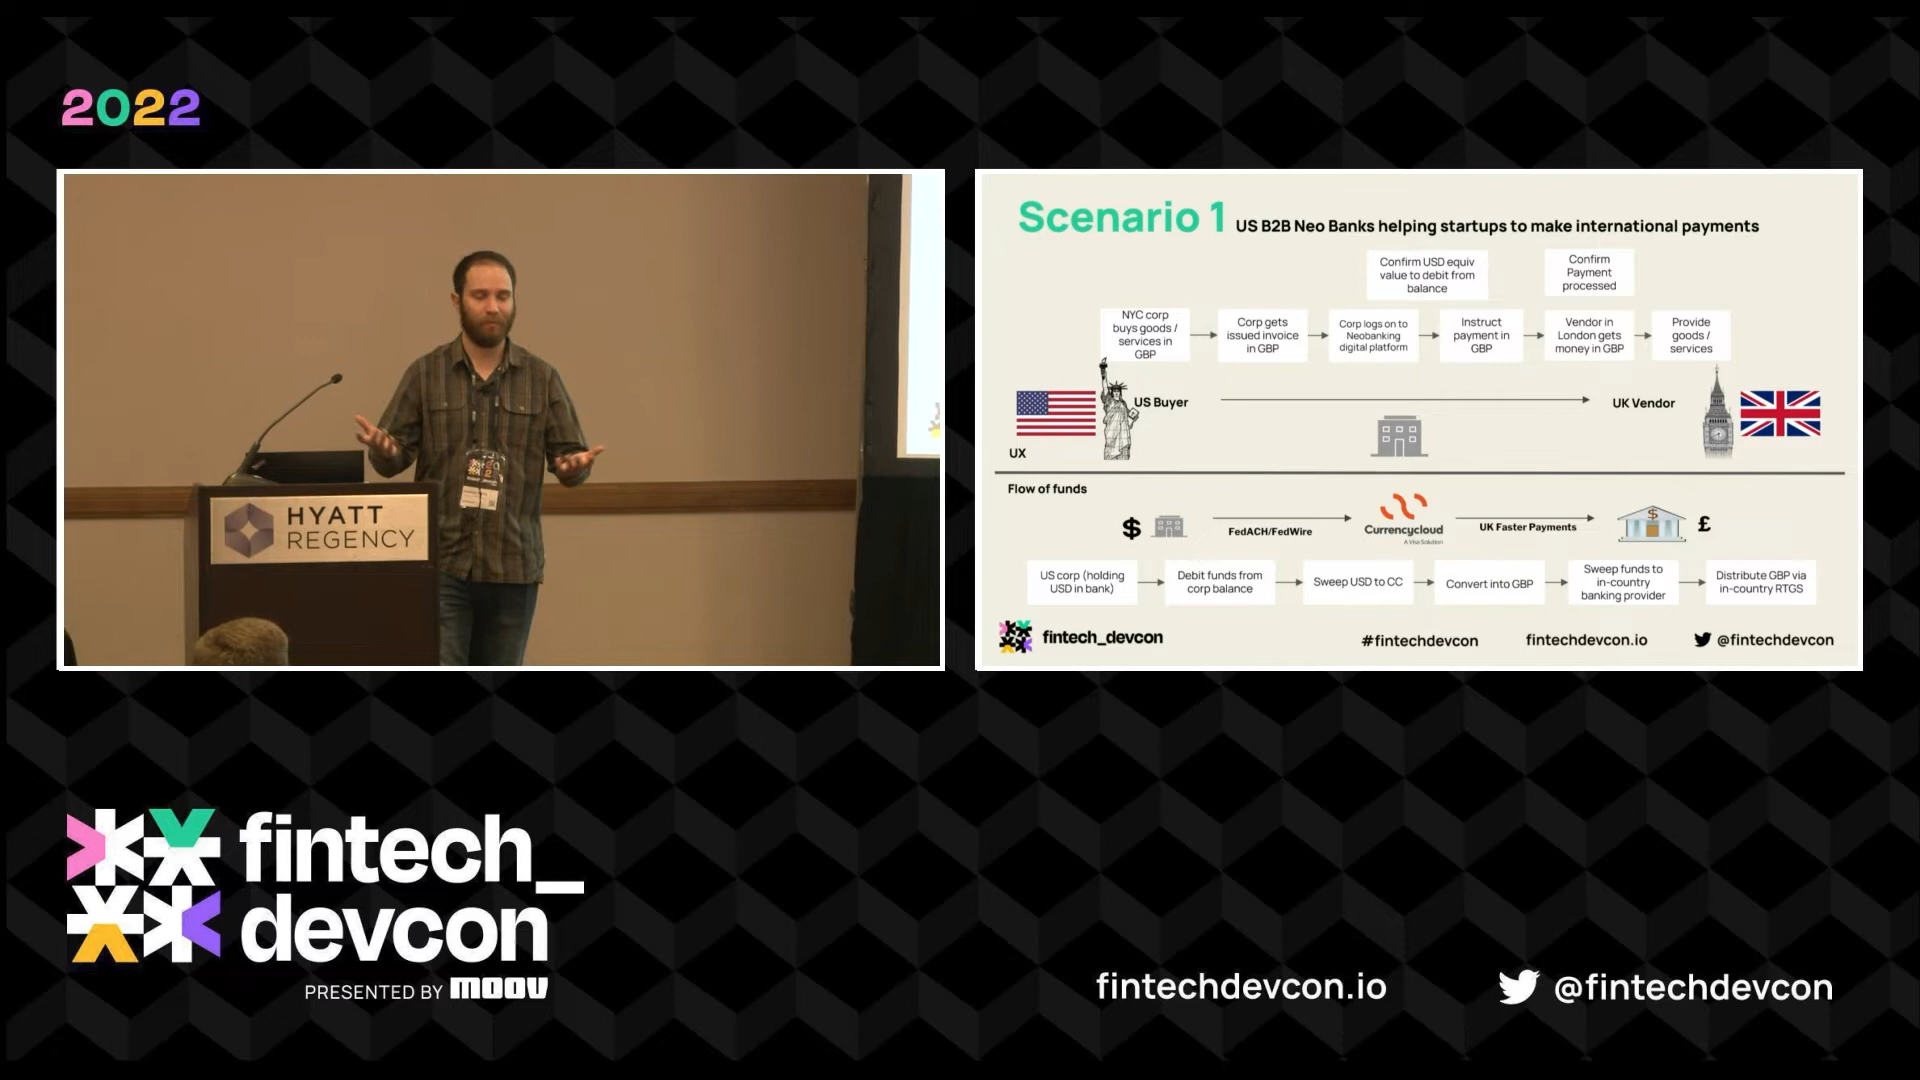 2022
HYATT
REGENCY
Scenario 1 US B2B Neo Banks helping startups to make international payments
Confirm USD equiv
value to debit from
balance
Confirm
Payment
processed
NYC corp
buys goods /
services in
GBP
Corp gets
issued invoice
in GBP
Corp logs on to
Neobanking
digital platform
Instruct
payment in
GBP
Vendor in
London gets
money in GBP
Provide
goods /
services
US Buyer
UK Vendor
UX
Flow of funds
$
FedACH/FedWire
Currencycloud
A Visa Solution
UK Faster Payments
$
£
US corp (holding
USD in bank)
Debit funds from
corp balance
Sweep USD to CC
Convert into GBP
Sweep funds to
in-country
banking provider
Distribute GBP via
in-country RTGS
fintech_devcon
#fintechdevcon
fintechdevcon.io
@fintechdevcon
fintech_
devcon
PRESENTED BY moov
fintechdevcon.io
@fintechdevcon